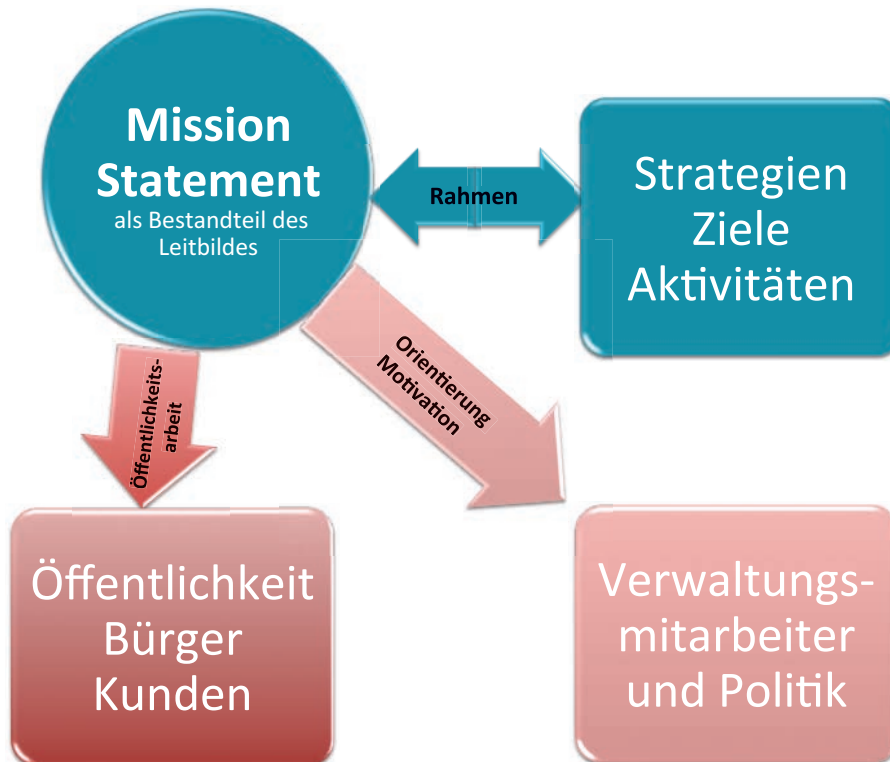 Mission
Statement
als Bestandteil des
Leitbildes
Rahmen
Strategien
Ziele
Aktivitäten
Orientierung
Motivation
Öffentlichkeits-
arbeit
Öffentlichkeit
Bürger
Kunden
Verwaltungs-
mitarbeiter
und Politik